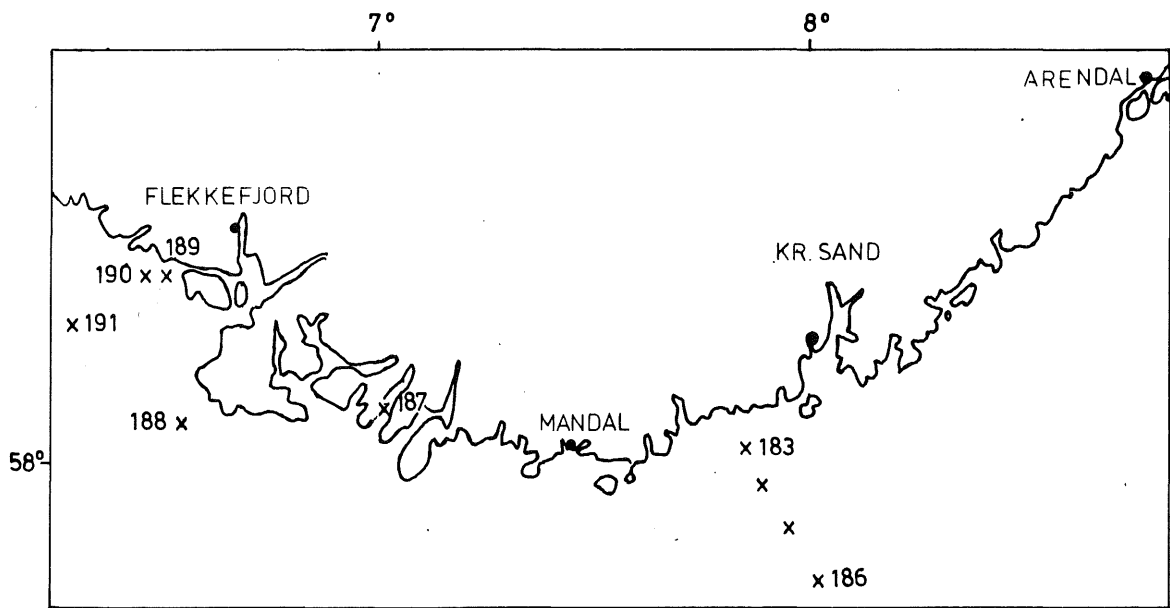 7° 8°
ARENDAL
FLEKKEFJORD
189
190 x x
KR. SAND
x 191
x 187
188 x
MANDAL
x 183
58°
x
x
x 186